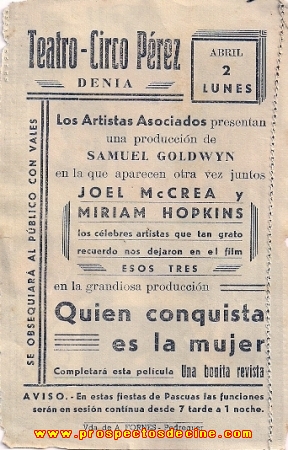 Teatro-Circo Pérez
DENIA
ABRIL
2
LUNES
SE OBSEQUIARÁ AL PÚBLICO CON VALES
Los Artistas Asociados presentan
una producción de
SAMUEL GOLDWYN
en la que aparecen otra vez juntos
JOEL McCREA y
MIRIAM HOPKINS
los célebres artistas que tan grato
recuerdo nos dejaron en el film
ESOS TRES
en la grandiosa producción
Quien conquista
es la mujer
Completará esta película Una bonita revista
AVISO.- En estas fiestas de Pascuas las funciones
serán en sesión continua desde 7 tarde a 1 noche.
Vda. de A. FORNES.- Pedreguer
www.prospectosdecine.com